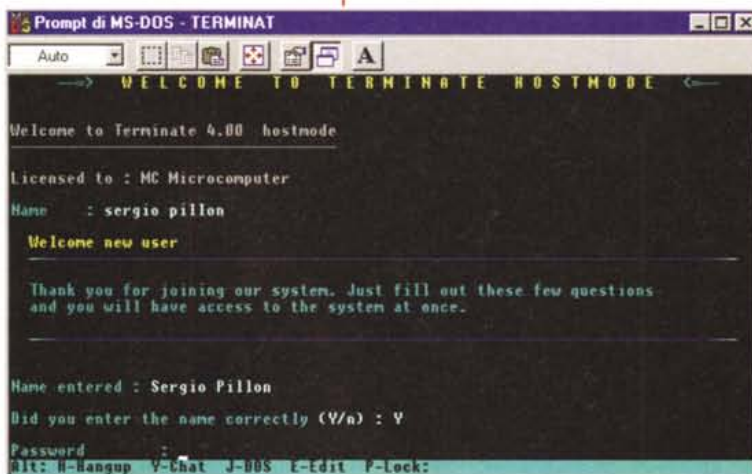 Prompt di MS-DOS - TERMINAT
Auto
A
WELCOME TO TERMINATE HOSTMODE
Welcome to Terminate 4.00 hostmode
Licensed to : MC Microcomputer
Name : sergio pillon
Welcome new user
Thank you for joining our system. Just fill out these few questions
and you will have access to the system at once.
Name entered : Sergio Pillon
Did you enter the name correctly (Y/n) : Y
Password :
Alt: H-Hangup Y-Chat J-DOS E-Edit P-Lock: